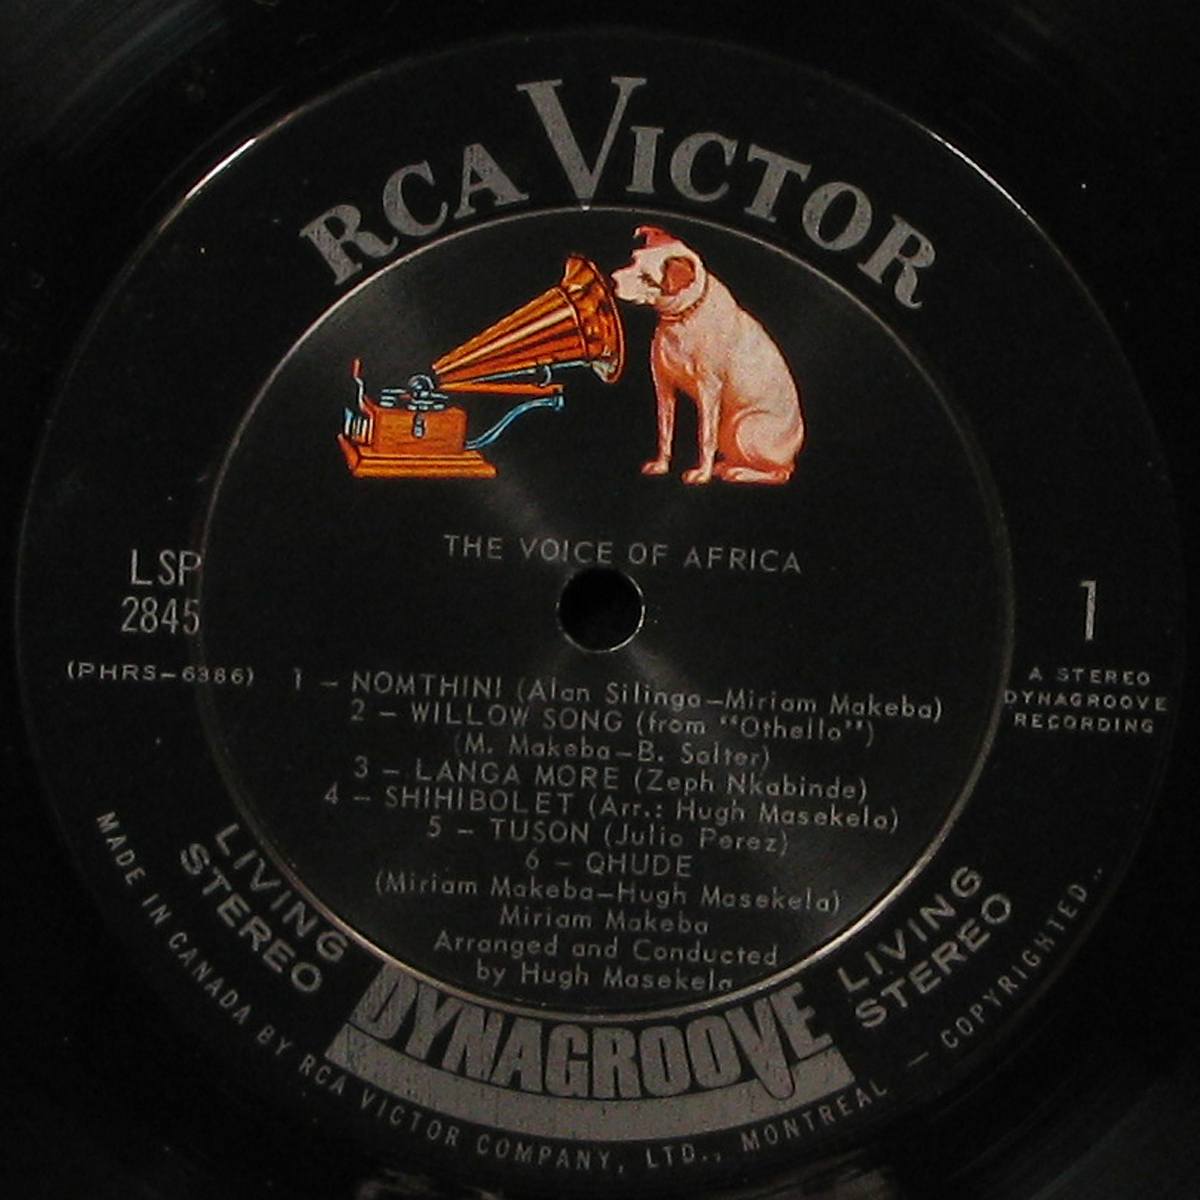 RCA VICTOR
THE VOICE OF AFRICA
LSP
2845
(PHRS-6386)
1
A STEREO
DYNAGROOVE
RECORDING
1 – NOMTHINI (Alan Silinga–Miriam Makeba)
2 – WILLOW SONG (from "Othello")
(M. Makeba–B. Salter)
3 – LANGA MORE (Zeph Nkabinde)
4 – SHIHIBOLET (Arr.: Hugh Masekela)
5 – TUSON (Julio Perez)
6 – QHUDE
(Miriam Makeba–Hugh Masekela)
Miriam Makeba
Arranged and Conducted
by Hugh Masekela
LIVING
STEREO
DYNAGROOVE
LIVING
STEREO
MADE IN CANADA BY RCA VICTOR COMPANY, LTD., MONTREAL — COPYRIGHTED..